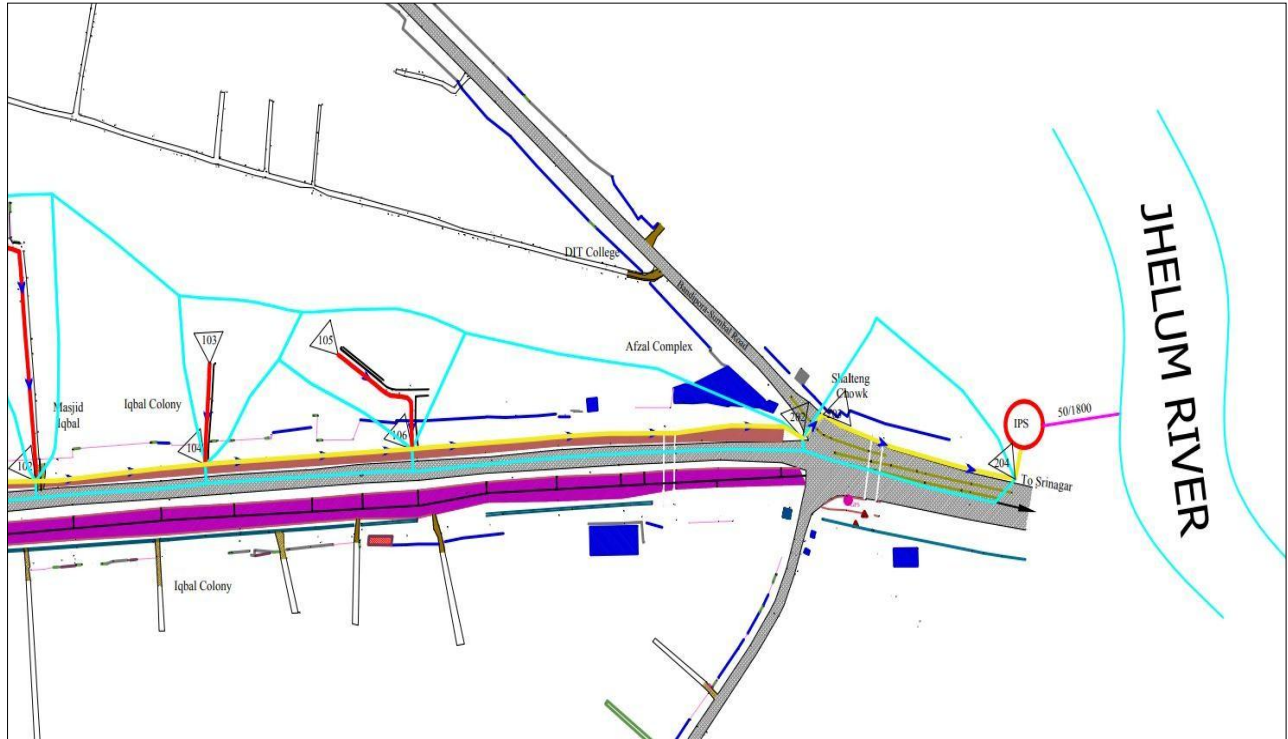 DIT College
Bandipora-Sumbal Road
JHELUM RIVER
103
105
Afzal Complex
Masjid
Iqbal
Iqbal Colony
Shalteng
Chowk
50/1800
IPS
202
106
104
102
204
To Srinagar
Iqbal Colony